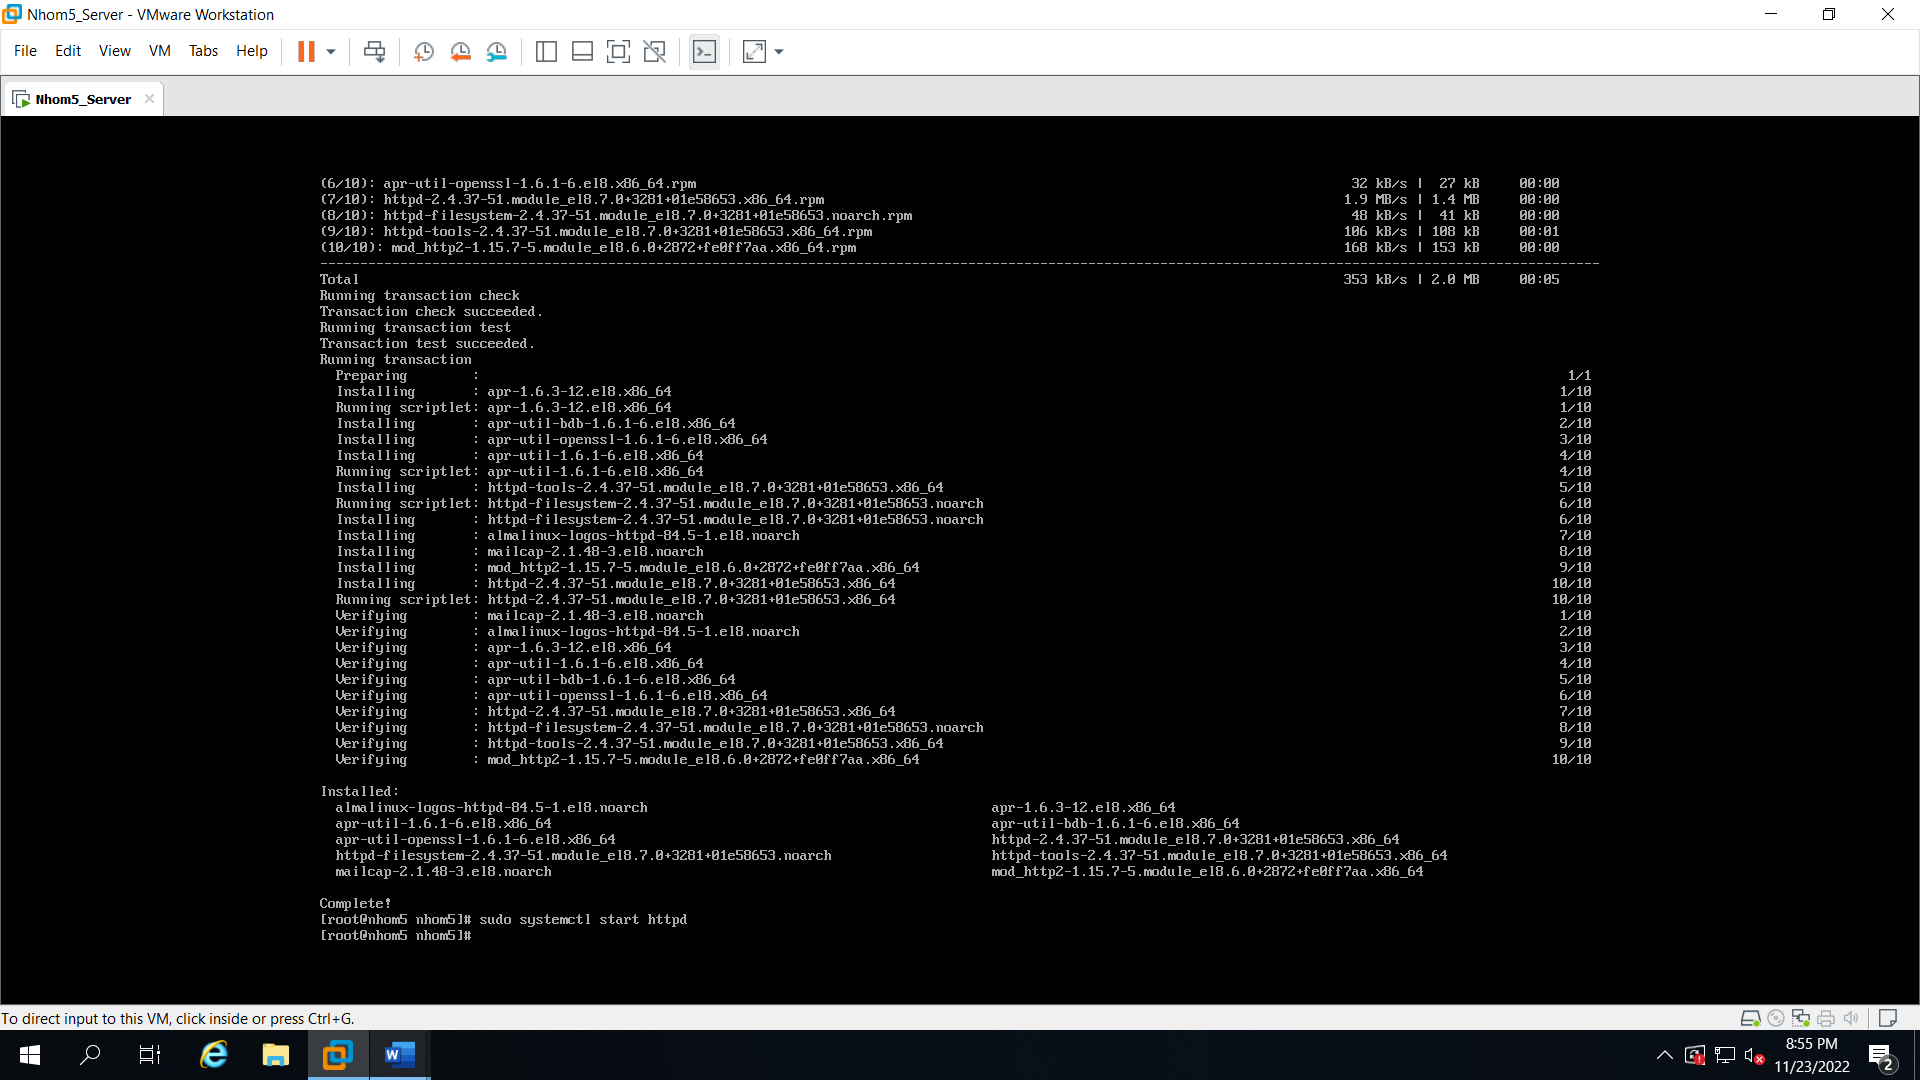 Nhom5_Server - VMware Workstation
File Edit View VM Tabs Help
Nhom5_Server
(6/10): apr-util-openssl-1.6.1-6.el8.x86_64.rpm 32 kB/s | 27 kB 00:00
(7/10): httpd-2.4.37-51.module_el8.7.0+3281+01e58653.x86_64.rpm 1.9 MB/s | 1.4 MB 00:00
(8/10): httpd-filesystem-2.4.37-51.module_el8.7.0+3281+01e58653.noarch.rpm 48 kB/s | 41 kB 00:00
(9/10): httpd-tools-2.4.37-51.module_el8.7.0+3281+01e58653.x86_64.rpm 106 kB/s | 108 kB 00:01
(10/10): mod_http2-1.15.7-5.module_el8.6.0+2872+fe0ff7aa.x86_64.rpm 168 kB/s | 153 kB 00:00
Total 353 kB/s | 2.0 MB 00:05
Running transaction check
Transaction check succeeded.
Running transaction test
Transaction test succeeded.
Running transaction
Preparing : 1/1
Installing : apr-1.6.3-12.el8.x86_64 1/10
Running scriptlet: apr-1.6.3-12.el8.x86_64 1/10
Installing : apr-util-bdb-1.6.1-6.el8.x86_64 2/10
Installing : apr-util-openssl-1.6.1-6.el8.x86_64 3/10
Installing : apr-util-1.6.1-6.el8.x86_64 4/10
Running scriptlet: apr-util-1.6.1-6.el8.x86_64 4/10
Installing : httpd-tools-2.4.37-51.module_el8.7.0+3281+01e58653.x86_64 5/10
Running scriptlet: httpd-filesystem-2.4.37-51.module_el8.7.0+3281+01e58653.noarch 6/10
Installing : httpd-filesystem-2.4.37-51.module_el8.7.0+3281+01e58653.noarch 6/10
Installing : almalinux-logos-httpd-84.5-1.el8.noarch 7/10
Installing : mailcap-2.1.48-3.el8.noarch 8/10
Installing : mod_http2-1.15.7-5.module_el8.6.0+2872+fe0ff7aa.x86_64 9/10
Installing : httpd-2.4.37-51.module_el8.7.0+3281+01e58653.x86_64 10/10
Running scriptlet: httpd-2.4.37-51.module_el8.7.0+3281+01e58653.x86_64 10/10
Verifying : mailcap-2.1.48-3.el8.noarch 1/10
Verifying : almalinux-logos-httpd-84.5-1.el8.noarch 2/10
Verifying : apr-1.6.3-12.el8.x86_64 3/10
Verifying : apr-util-1.6.1-6.el8.x86_64 4/10
Verifying : apr-util-bdb-1.6.1-6.el8.x86_64 5/10
Verifying : apr-util-openssl-1.6.1-6.el8.x86_64 6/10
Verifying : httpd-2.4.37-51.module_el8.7.0+3281+01e58653.x86_64 7/10
Verifying : httpd-filesystem-2.4.37-51.module_el8.7.0+3281+01e58653.noarch 8/10
Verifying : httpd-tools-2.4.37-51.module_el8.7.0+3281+01e58653.x86_64 9/10
Verifying : mod_http2-1.15.7-5.module_el8.6.0+2872+fe0ff7aa.x86_64 10/10
Installed:
almalinux-logos-httpd-84.5-1.el8.noarch apr-1.6.3-12.el8.x86_64
apr-util-1.6.1-6.el8.x86_64 apr-util-bdb-1.6.1-6.el8.x86_64
apr-util-openssl-1.6.1-6.el8.x86_64 httpd-2.4.37-51.module_el8.7.0+3281+01e58653.x86_64
httpd-filesystem-2.4.37-51.module_el8.7.0+3281+01e58653.noarch httpd-tools-2.4.37-51.module_el8.7.0+3281+01e58653.x86_64
mailcap-2.1.48-3.el8.noarch mod_http2-1.15.7-5.module_el8.6.0+2872+fe0ff7aa.x86_64
Complete!
[root@nhom5 nhom5]# sudo systemctl start httpd
[root@nhom5 nhom5]#
To direct input to this VM, click inside or press Ctrl+G.
8:55 PM
11/23/2022
2